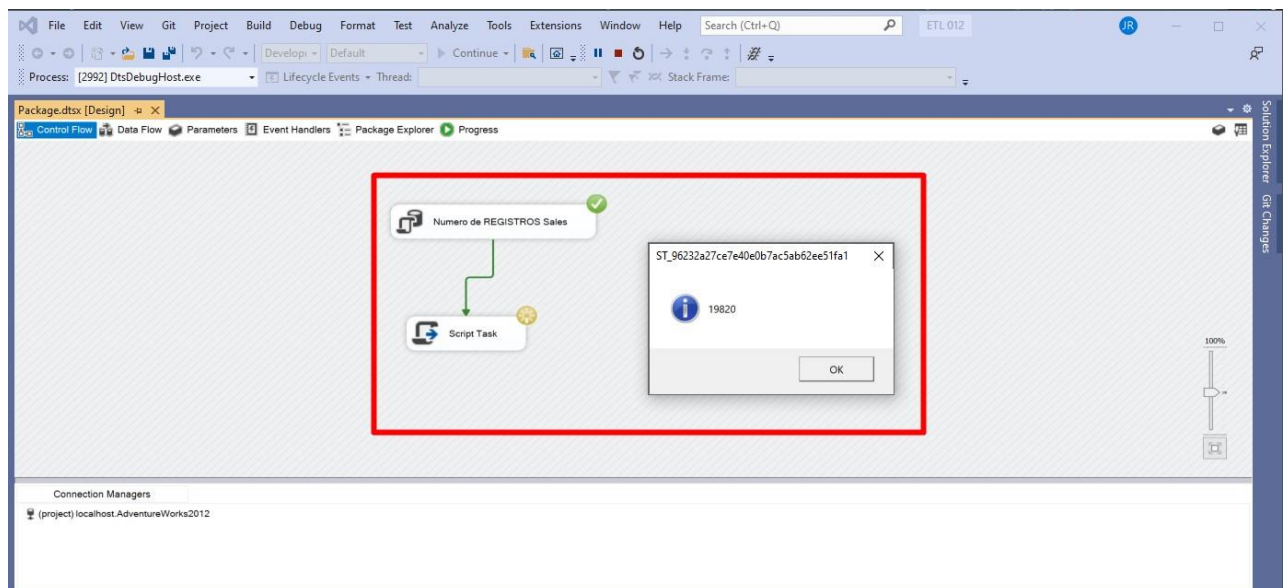 File Edit View Git Project Build Debug Format Test Analyze Tools Extensions Window Help Search (Ctrl+Q) ETL 012 JR
Developi Default Continue
Process: [2992] DtsDebugHost.exe Lifecycle Events Thread: Stack Frame:
Package.dtsx [Design]
Control Flow Data Flow Parameters Event Handlers Package Explorer Progress
Numero de REGISTROS Sales
ST_96232a27ce7e40e0b7ac5ab62ee51fa1
19820
Script Task
OK
100%
Solution Explorer
Git Changes
Connection Managers
(project) localhost.AdventureWorks2012